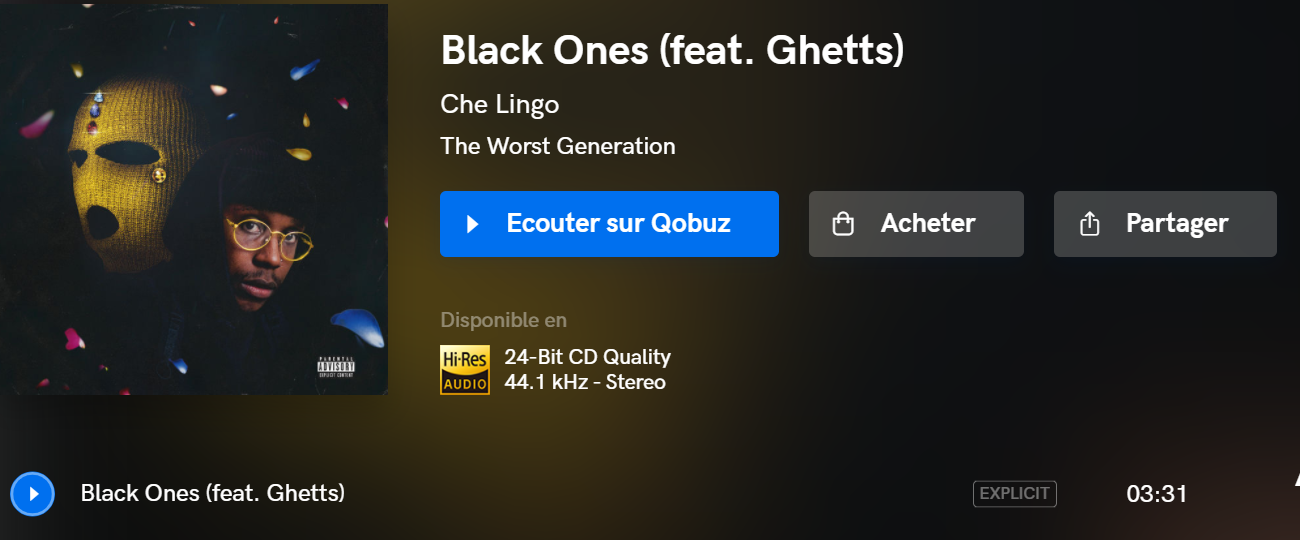 Black Ones (feat. Ghetts)
Che Lingo
The Worst Generation
Ecouter sur Qobuz
Acheter
Partager
Disponible en
Hi-Res
AUDIO
24-Bit CD Quality
44.1 kHz - Stereo
PARENTAL
ADVISORY
EXPLICIT CONTENT
Black Ones (feat. Ghetts)
EXPLICIT
03:31